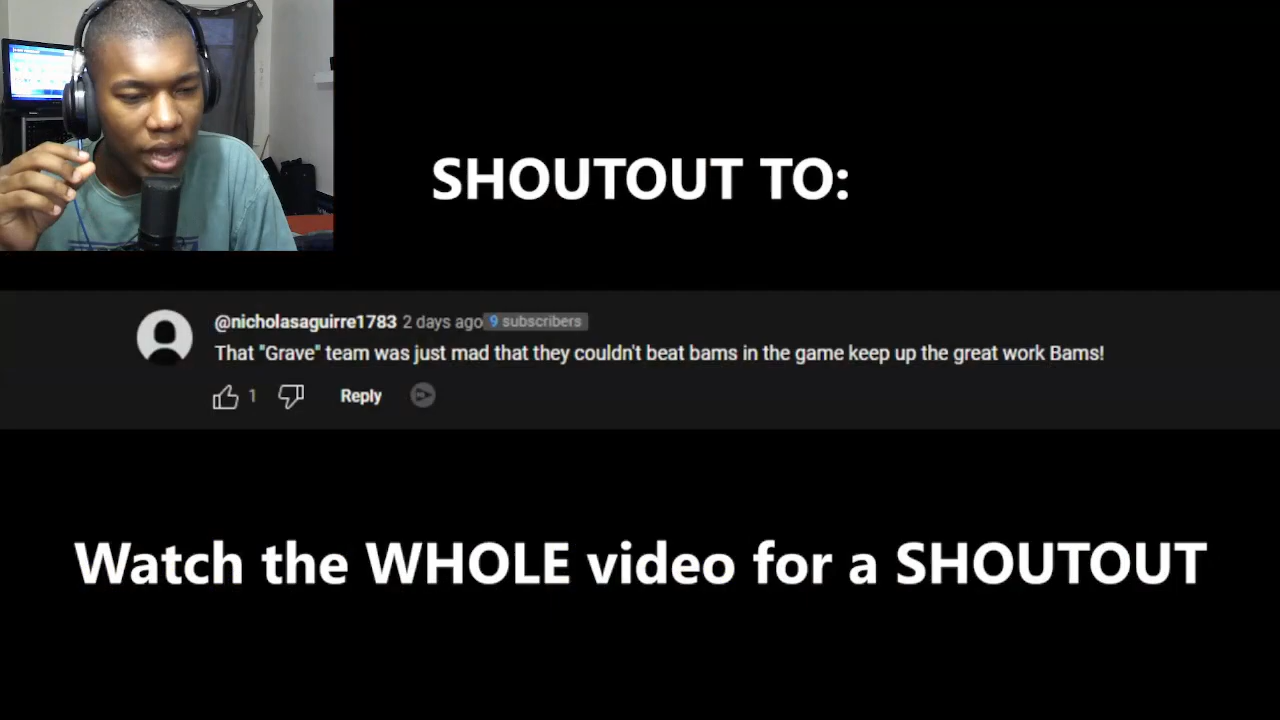 SHOUTOUT TO:
@nicholasaguirre1783 2 days ago 9 subscribers
That "Grave" team was just mad that they couldn't beat bams in the game keep up the great work Bams!
1 Reply
Watch the WHOLE video for a SHOUTOUT